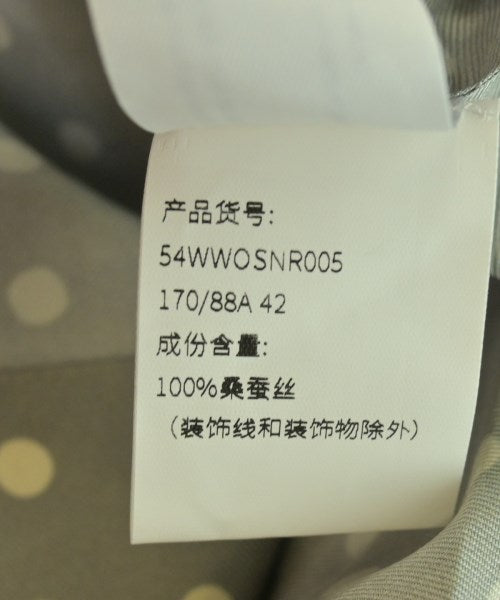 产品货号:
54WWOSNR005
170/88A 42
成份含量:
100%桑蚕丝
（装饰线和装饰物除外）